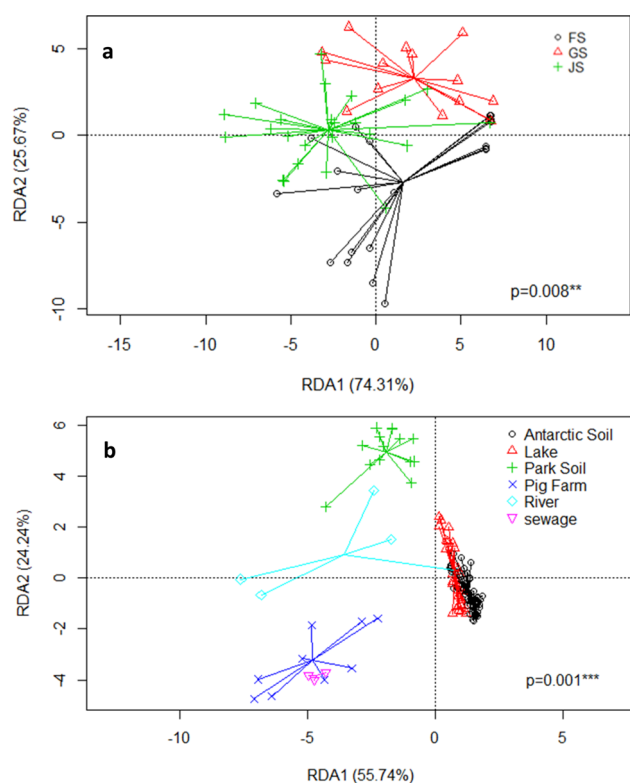 a
FS
GS
JS
5
0
-5
-10
RDA2 (25.67%)
p=0.008**
-15 -10 -5 0 5 10
RDA1 (74.31%)
b
Antarctic Soil
Lake
Park Soil
Pig Farm
River
sewage
6
4
2
0
-2
-4
RDA2 (24.24%)
p=0.001***
-10 -5 0 5
RDA1 (55.74%)